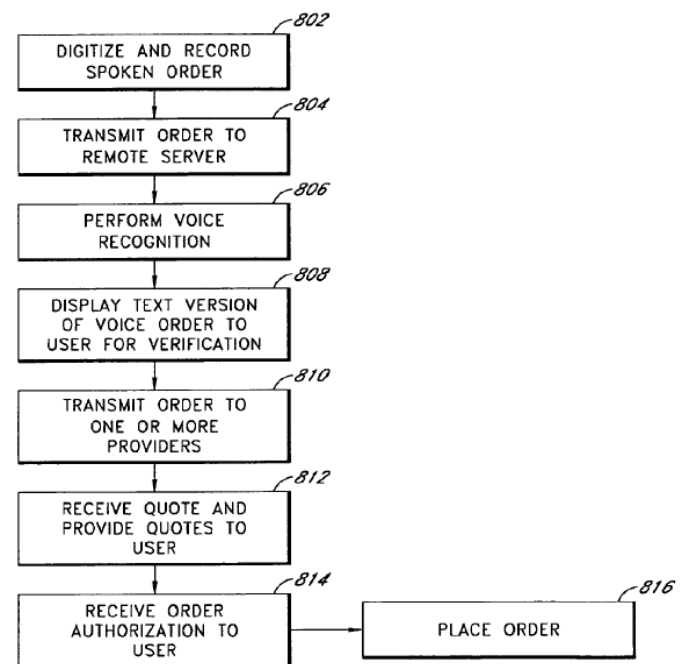 802
DIGITIZE AND RECORD
SPOKEN ORDER
804
TRANSMIT ORDER TO
REMOTE SERVER
806
PERFORM VOICE
RECOGNITION
808
DISPLAY TEXT VERSION
OF VOICE ORDER TO
USER FOR VERIFICATION
810
TRANSMIT ORDER TO
ONE OR MORE
PROVIDERS
812
RECEIVE QUOTE AND
PROVIDE QUOTES TO
USER
814
RECEIVE ORDER
AUTHORIZATION TO
USER
816
PLACE ORDER